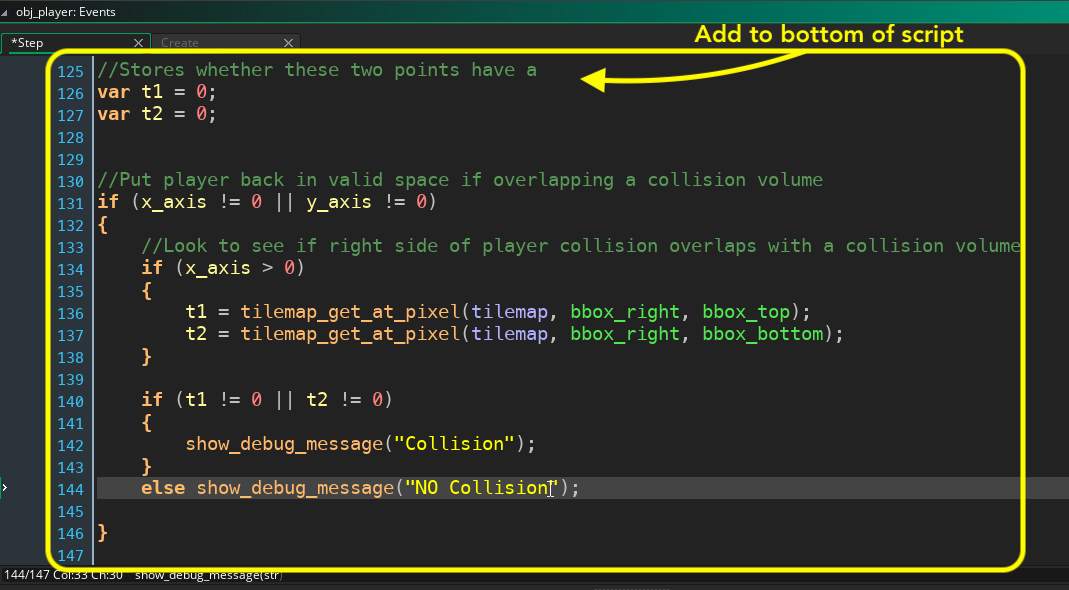 obj_player: Events
*Step
Create
Add to bottom of script
125 //Stores whether these two points have a
126 var t1 = 0;
127 var t2 = 0;
128
129
130 //Put player back in valid space if overlapping a collision volume
131 if (x_axis != 0 || y_axis != 0)
132 {
133 //Look to see if right side of player collision overlaps with a collision volume
134 if (x_axis > 0)
135 {
136 t1 = tilemap_get_at_pixel(tilemap, bbox_right, bbox_top);
137 t2 = tilemap_get_at_pixel(tilemap, bbox_right, bbox_bottom);
138 }
139
140 if (t1 != 0 || t2 != 0)
141 {
142 show_debug_message("Collision");
143 }
144 else show_debug_message("NO Collision");
145
146 }
147
144/147 Col:33 Ch:30 show_debug_message(str)